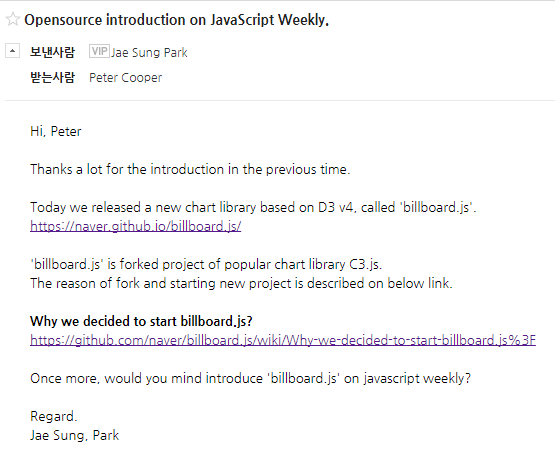 Opensource introduction on JavaScript Weekly.
보낸사람 VIP Jae Sung Park
받는사람 Peter Cooper
Hi, Peter
Thanks a lot for the introduction in the previous time.
Today we released a new chart library based on D3 v4, called 'billboard.js'.
https://naver.github.io/billboard.js/
'billboard.js' is forked project of popular chart library C3.js.
The reason of fork and starting new project is described on below link.
Why we decided to start billboard.js?
https://github.com/naver/billboard.js/wiki/Why-we-decided-to-start-billboard.js%3F
Once more, would you mind introduce 'billboard.js' on javascript weekly?
Regard.
Jae Sung, Park